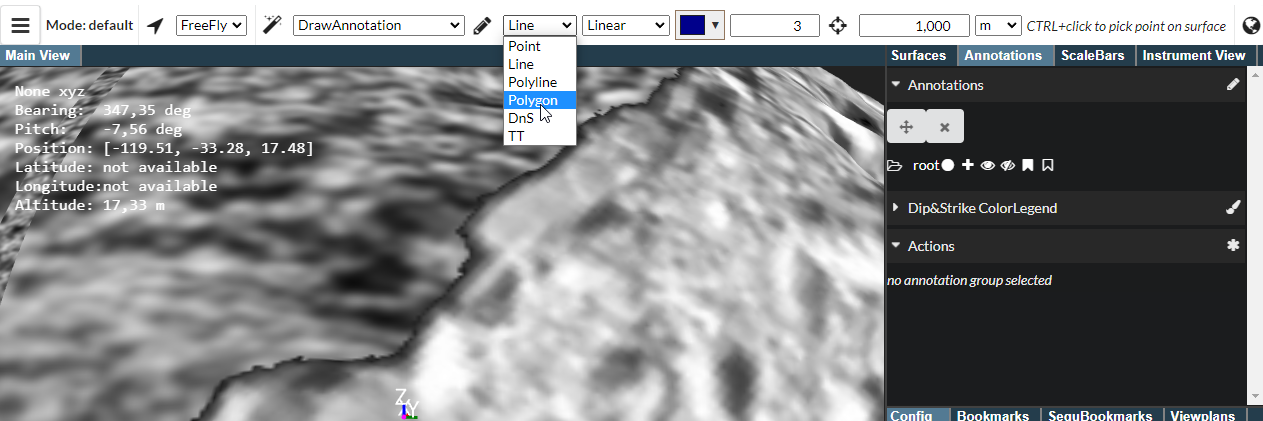 Mode: default FreeFly DrawAnnotation Line Linear 3 1,000 m CTRL+click to pick point on surface
Point
Line
Polyline
Polygon
DnS
TT
Main View
None xyz
Bearing: 347,35 deg
Pitch: -7,56 deg
Position: [-119.51, -33.28, 17.48]
Latitude: not available
Longitude:not available
Altitude: 17,33 m
Z
Y
Surfaces Annotations ScaleBars Instrument View
Annotations
root
Dip&Strike ColorLegend
Actions
no annotation group selected
Config Bookmarks SequBookmarks Viewplans